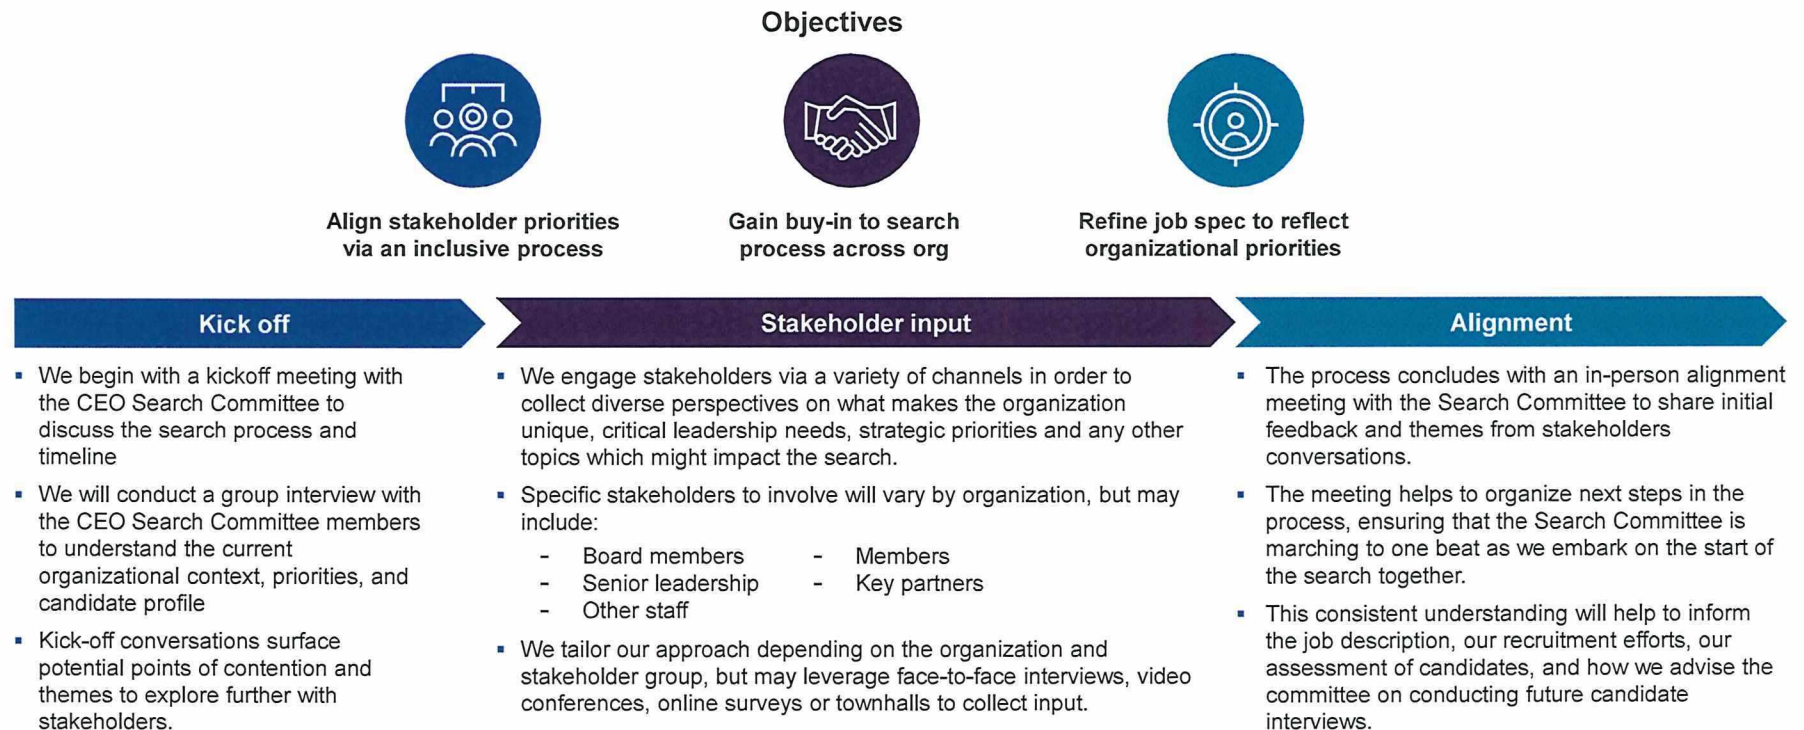 Objectives
Align stakeholder priorities
via an inclusive process
Gain buy-in to search
process across org
Refine job spec to reflect
organizational priorities
Kick off
▪ We begin with a kickoff meeting with
the CEO Search Committee to
discuss the search process and
timeline
▪ We will conduct a group interview with
the CEO Search Committee members
to understand the current
organizational context, priorities, and
candidate profile
▪ Kick-off conversations surface
potential points of contention and
themes to explore further with
stakeholders.
Stakeholder input
▪ We engage stakeholders via a variety of channels in order to
collect diverse perspectives on what makes the organization
unique, critical leadership needs, strategic priorities and any other
topics which might impact the search.
▪ Specific stakeholders to involve will vary by organization, but may
include:
- Board members - Members
- Senior leadership - Key partners
- Other staff
▪ We tailor our approach depending on the organization and
stakeholder group, but may leverage face-to-face interviews, video
conferences, online surveys or townhalls to collect input.
Alignment
▪ The process concludes with an in-person alignment
meeting with the Search Committee to share initial
feedback and themes from stakeholders
conversations.
▪ The meeting helps to organize next steps in the
process, ensuring that the Search Committee is
marching to one beat as we embark on the start of
the search together.
▪ This consistent understanding will help to inform
the job description, our recruitment efforts, our
assessment of candidates, and how we advise the
committee on conducting future candidate
interviews.